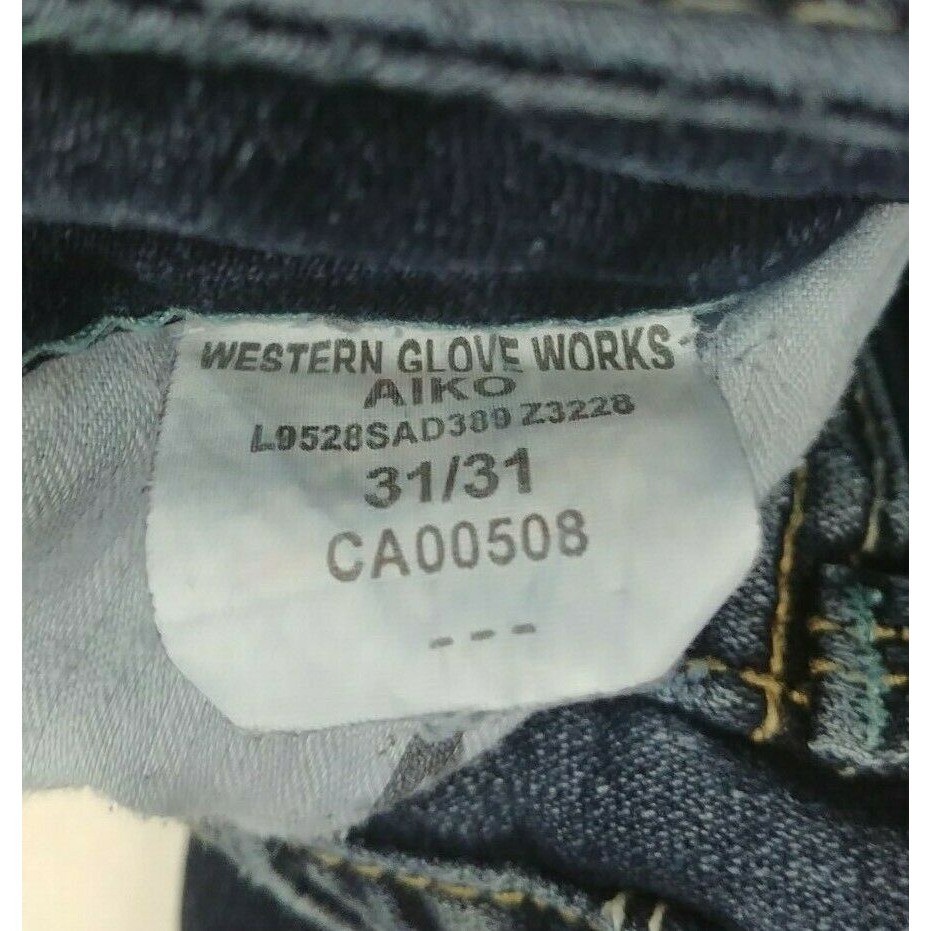 WESTERN GLOVE WORKS
AIKO
L9528SAD389 Z3228
31/31
CA00508
---